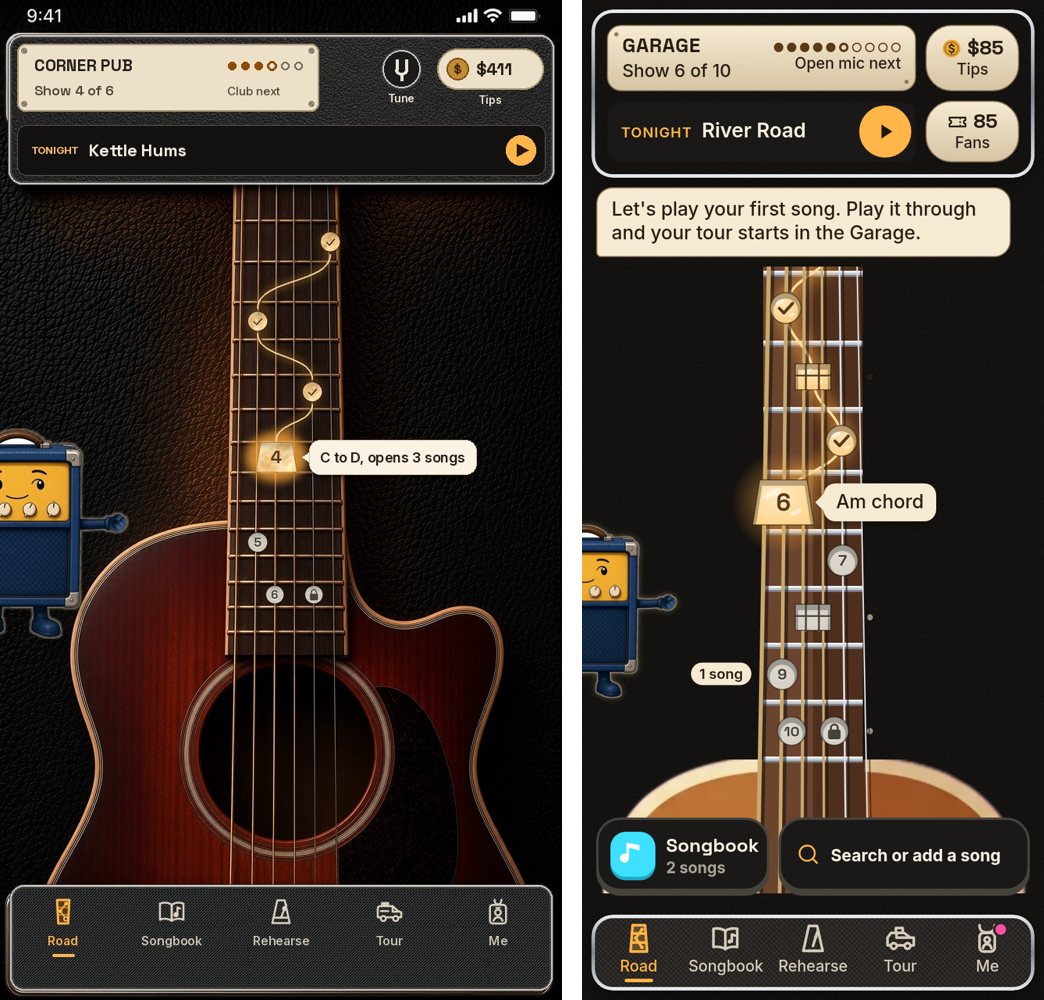 9:41
CORNER PUB
Show 4 of 6
Club next
Tune
$ $411
Tips
TONIGHT Kettle Hums
4
C to D, opens 3 songs
5
6
Road
Songbook
Rehearse
Tour
Me
GARAGE
Show 6 of 10
Open mic next
$ $85
Tips
TONIGHT River Road
85
Fans
Let's play your first song. Play it through
and your tour starts in the Garage.
6
Am chord
7
1 song
9
10
Songbook
2 songs
Search or add a song
Road
Songbook
Rehearse
Tour
Me